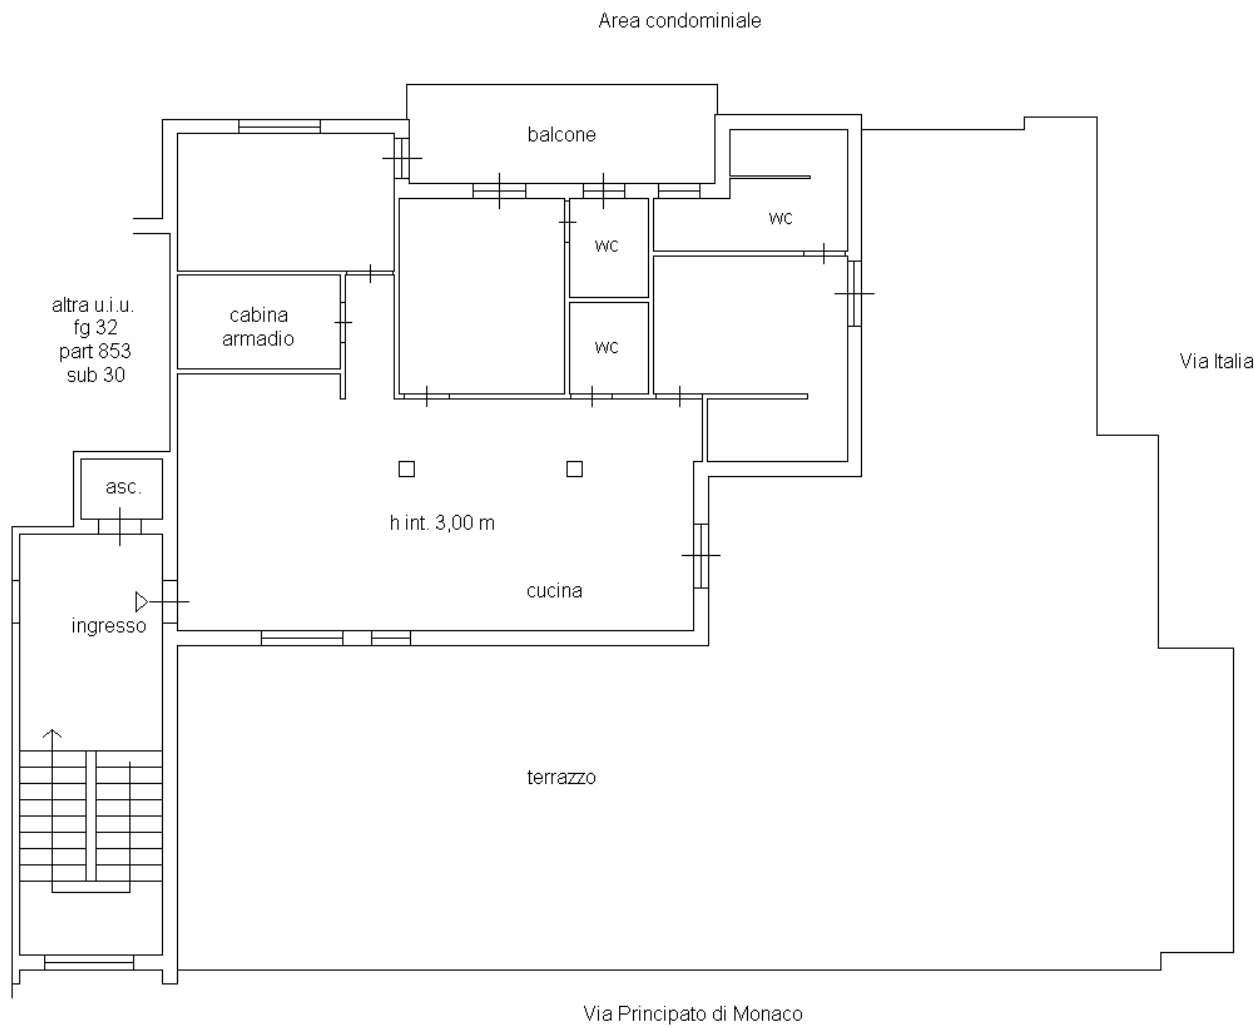 Area condominiale
balcone
wc
wc
cabina
armadio
altra u.i.u.
fg 32
part 853
sub 30
wc
Via Italia
asc.
h int. 3,00 m
cucina
ingresso
terrazzo
Via Principato di Monaco